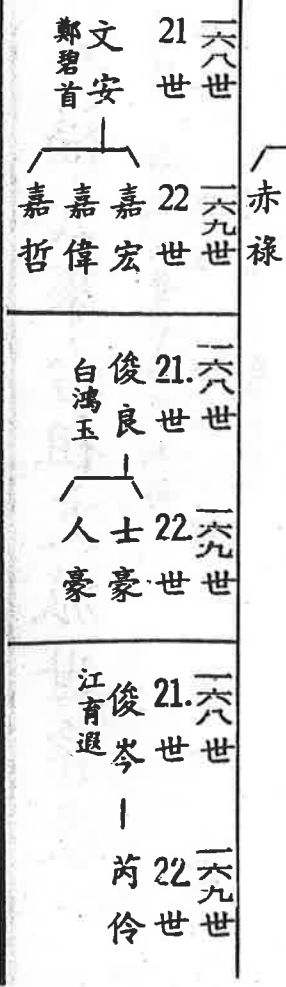 赤祿
一六八世
21世
文安
鄭碧首
一六九世
22世
嘉宏
嘉偉
嘉哲
一六八世
21.世
俊良
白鴻玉
一六九世
22.世
士豪
人豪
一六八世
21.世
俊岑
江育遐
一六九世
22世
芮伶